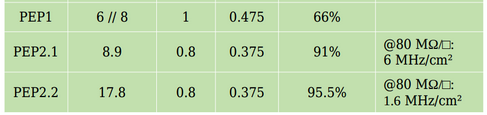 PEP1 6 // 8 1 0.475 66%
PEP2.1 8.9 0.8 0.375 91% @80 MΩ/□:
6 MHz/cm²
PEP2.2 17.8 0.8 0.375 95.5% @80 MΩ/□:
1.6 MHz/cm²